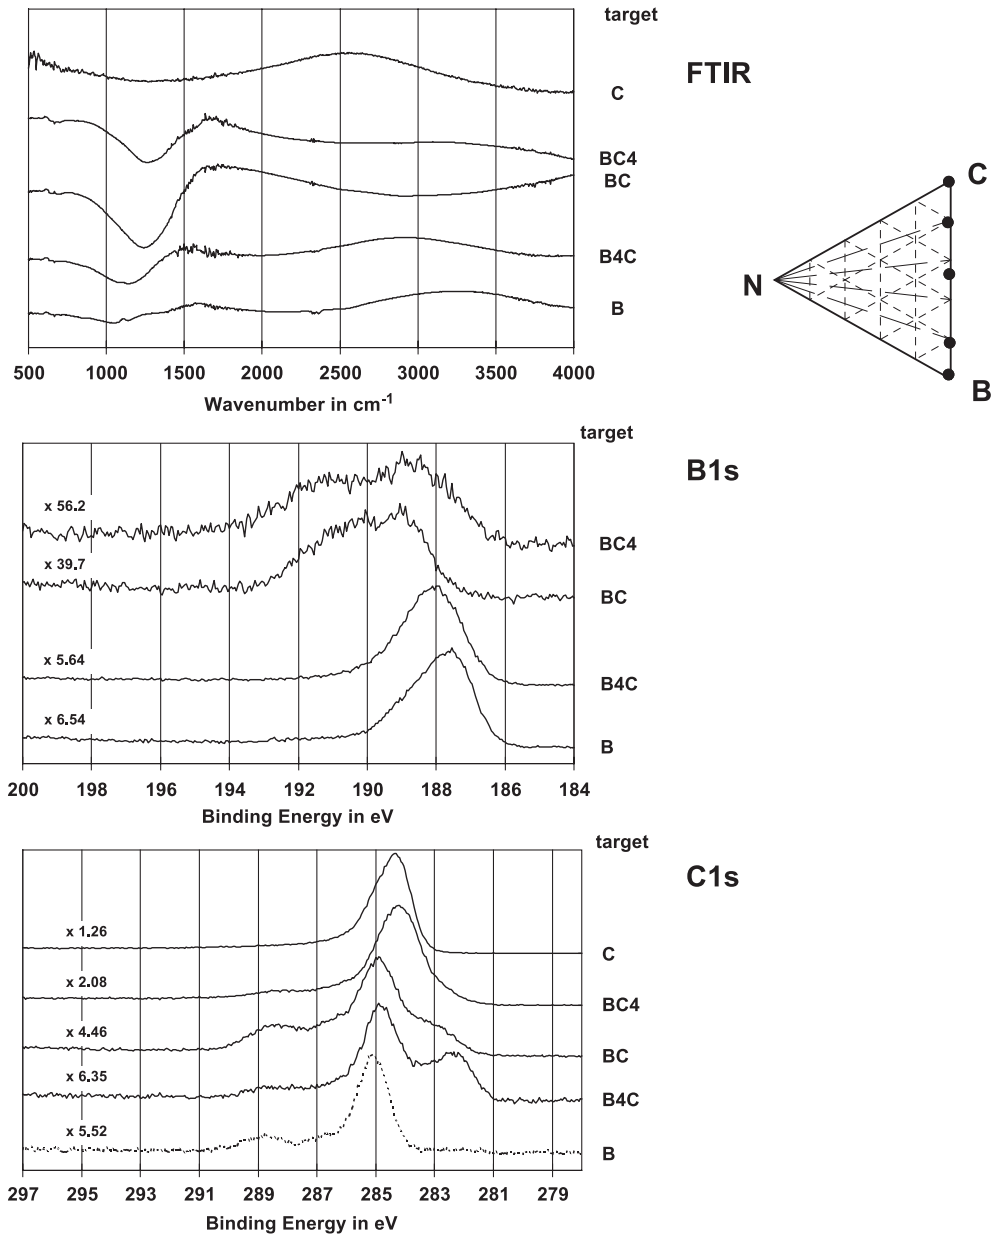 target
FTIR
C
BC4
BC
B4C
B
500 1000 1500 2000 2500 3000 3500 4000
Wavenumber in cm-1
C
N
B
target
B1s
x 56.2
BC4
x 39.7
BC
x 5.64
B4C
x 6.54
B
200 198 196 194 192 190 188 186 184
Binding Energy in eV
target
C1s
x 1.26
C
x 2.08
BC4
x 4.46
BC
x 6.35
B4C
x 5.52
B
297 295 293 291 289 287 285 283 281 279
Binding Energy in eV